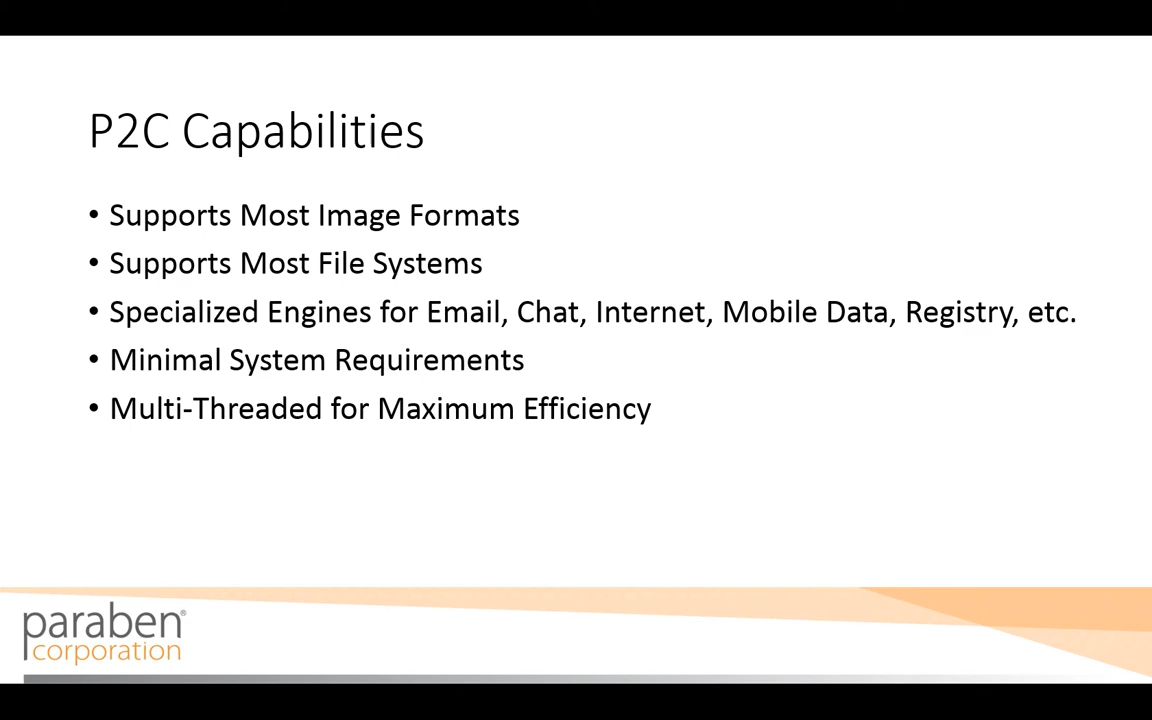 P2C Capabilities
• Supports Most Image Formats
• Supports Most File Systems
• Specialized Engines for Email, Chat, Internet, Mobile Data, Registry, etc.
• Minimal System Requirements
• Multi-Threaded for Maximum Efficiency
paraben®
corporation